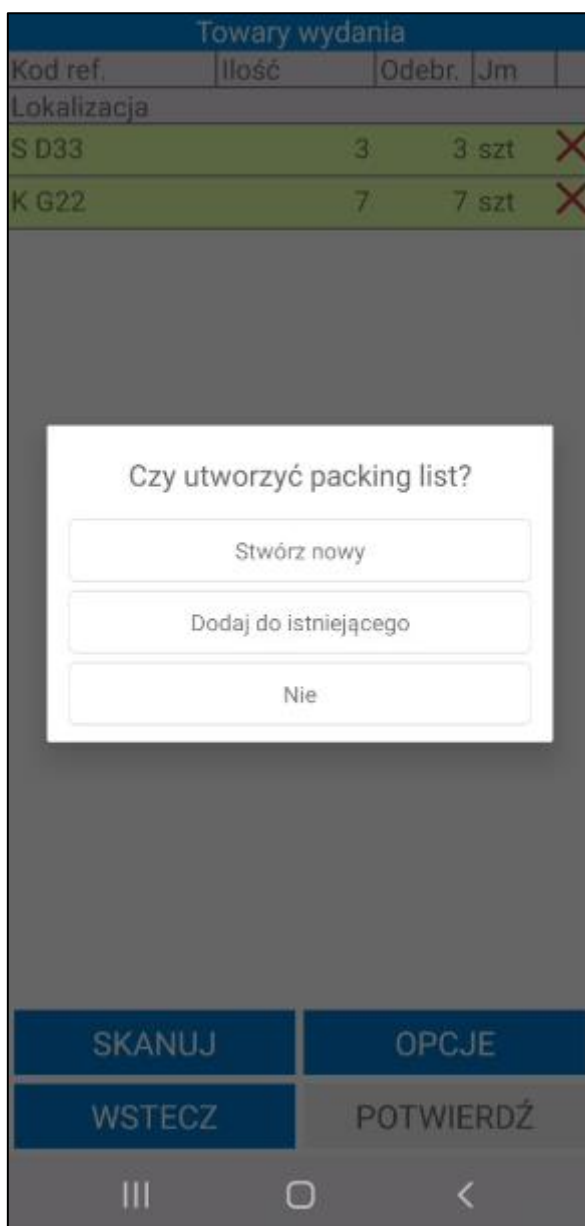 Towary wydania
Kod ref. Ilość Odebr. Jm
Lokalizacja
S D33 3 3 szt
K G22 7 7 szt
Czy utworzyć packing list?
Stwórz nowy
Dodaj do istniejącego
Nie
SKANUJ OPCJE
WSTECZ POTWIERDŹ